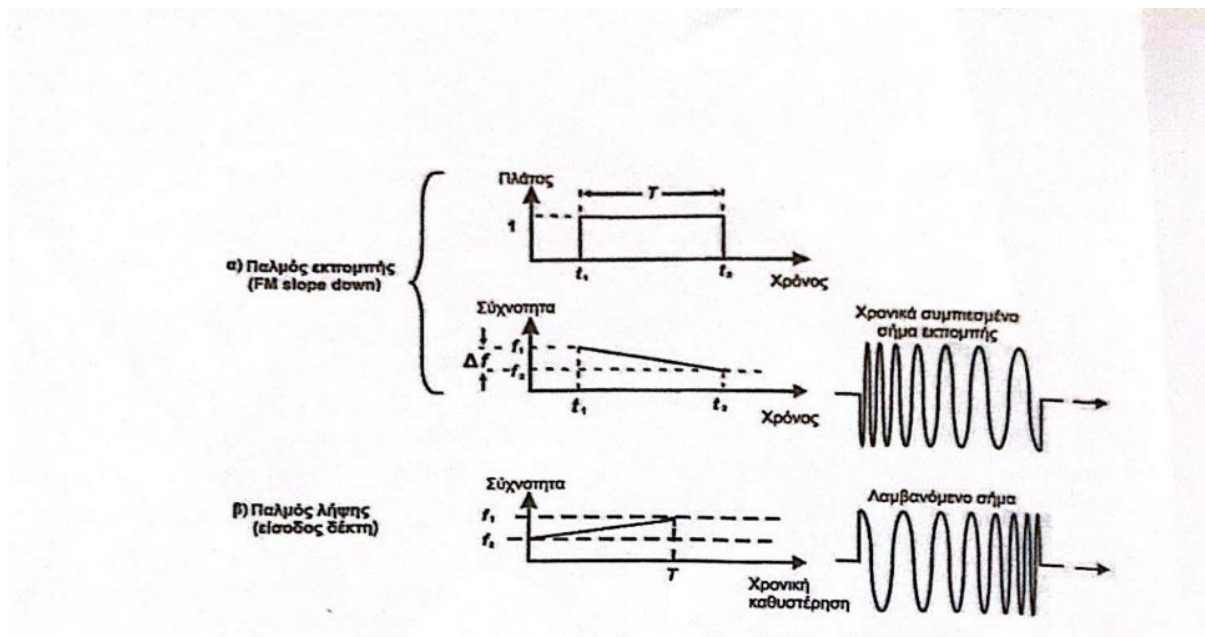 Πλάτος
T
1
t₁
t₂
Χρόνος
α) Παλμός εκπομπής
(FM slope down)
Σύχνοτητα
Δf
f₁
f₂
t₁
t₂
Χρόνος
Χρονικά συμπιεσμένο
σήμα εκπομπής
β) Παλμός λήψης
(είσοδος δέκτη)
Σύχνοτητα
f₁
f₂
T
Χρονική
καθυστέρηση
Λαμβανόμενο σήμα